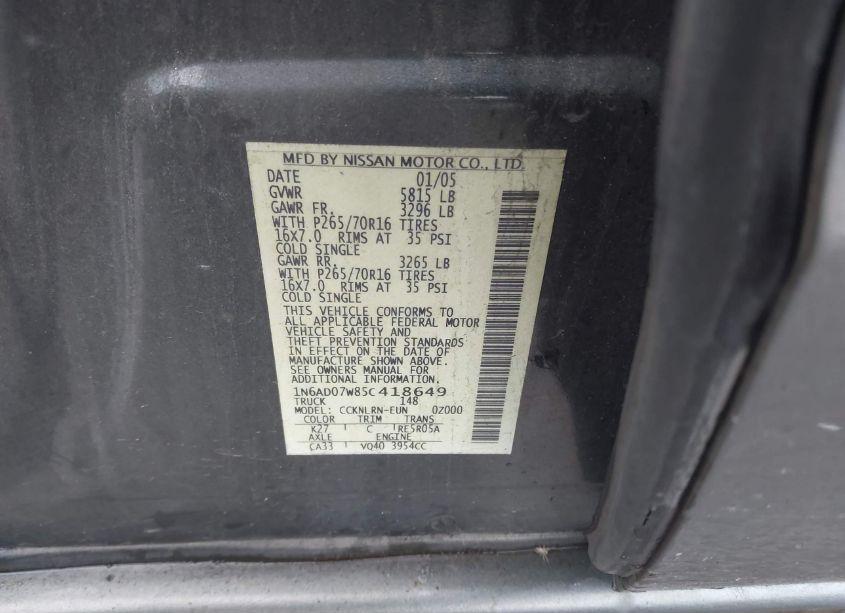 MFD BY NISSAN MOTOR CO., LTD.
DATE 01/05
GVWR 5815 LB
GAWR FR. 3296 LB
WITH P265/70R16 TIRES
16X7.0 RIMS AT 35 PSI
COLD SINGLE
GAWR RR. 3265 LB
WITH P265/70R16 TIRES
16X7.0 RIMS AT 35 PSI
COLD SINGLE
THIS VEHICLE CONFORMS TO
ALL APPLICABLE FEDERAL MOTOR
VEHICLE SAFETY AND
THEFT PREVENTION STANDARDS
IN EFFECT ON THE DATE OF
MANUFACTURE SHOWN ABOVE.
SEE OWNERS MANUAL FOR
ADDITIONAL INFORMATION
1N6AD07W85C418649
TRUCK 148
MODEL: CCKNLRN-EUN 0Z000
COLOR TRIM TRANS
K27 C RE5R05A
AXLE ENGINE
CA33 VQ40 3954CC